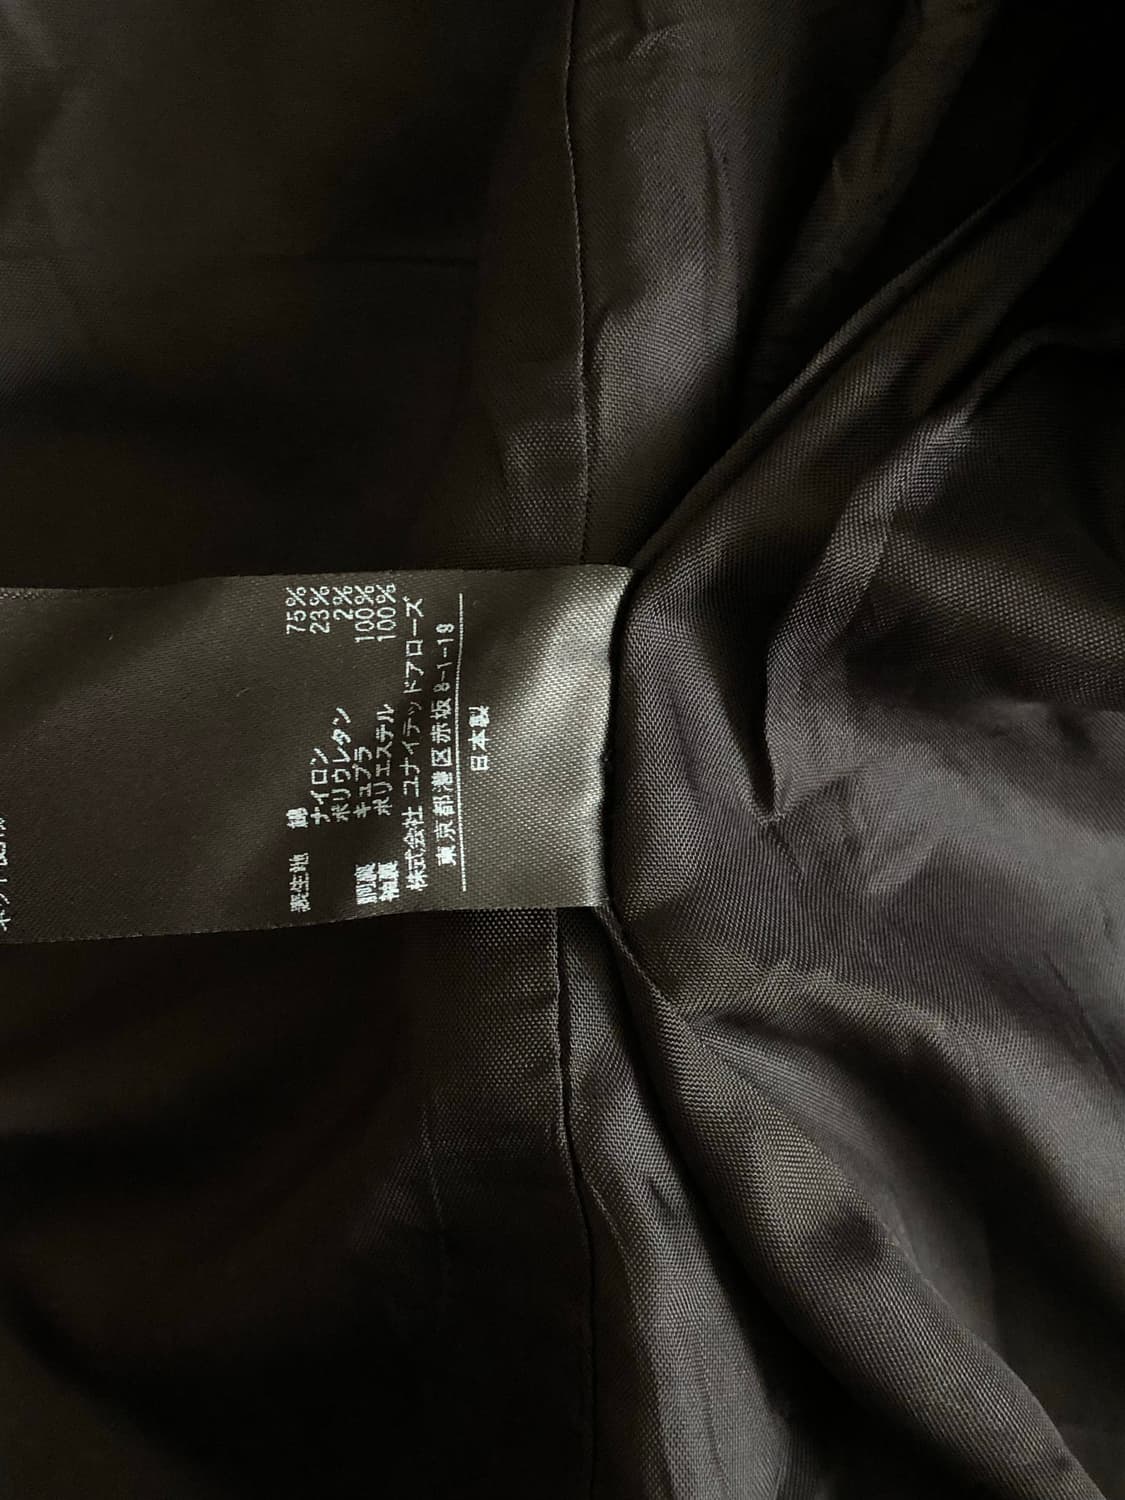 表生地 綿 75%
ナイロン 23%
ポリウレタン 2%
胴裏 キュプラ 100%
袖裏 ポリエステル 100%
株式会社 ユナイテッドアローズ
東京都港区赤坂8-1-19
日本製